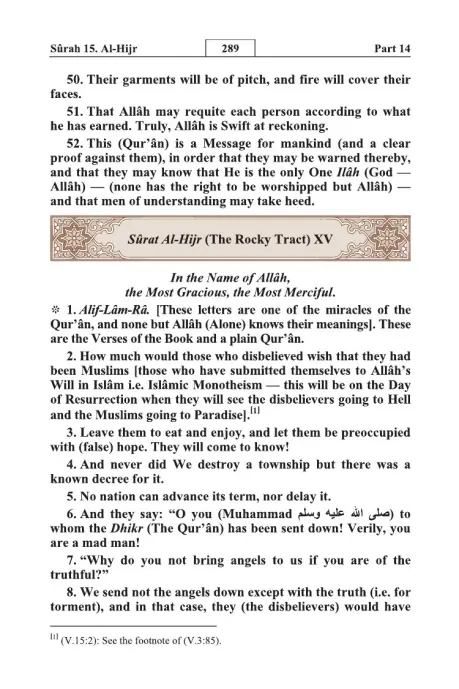 Sûrah 15. Al-Hijr 289 Part 14
50. Their garments will be of pitch, and fire will cover their
faces.
51. That Allâh may requite each person according to what
he has earned. Truly, Allâh is Swift at reckoning.
52. This (Qur’ân) is a Message for mankind (and a clear
proof against them), in order that they may be warned thereby,
and that they may know that He is the only One Ilâh (God —
Allâh) — (none has the right to be worshipped but Allâh) —
and that men of understanding may take heed.
Sûrat Al-Hijr (The Rocky Tract) XV
In the Name of Allâh,
the Most Gracious, the Most Merciful.
۞ 1. Alif-Lâm-Râ. [These letters are one of the miracles of the
Qur’ân, and none but Allâh (Alone) knows their meanings]. These
are the Verses of the Book and a plain Qur’ân.
2. How much would those who disbelieved wish that they had
been Muslims [those who have submitted themselves to Allâh’s
Will in Islâm i.e. Islâmic Monotheism — this will be on the Day
of Resurrection when they will see the disbelievers going to Hell
and the Muslims going to Paradise].[1]
3. Leave them to eat and enjoy, and let them be preoccupied
with (false) hope. They will come to know!
4. And never did We destroy a township but there was a
known decree for it.
5. No nation can advance its term, nor delay it.
6. And they say: “O you (Muhammad صلى الله عليه وسلم) to
whom the Dhikr (The Qur’ân) has been sent down! Verily, you
are a mad man!
7. “Why do you not bring angels to us if you are of the
truthful?”
8. We send not the angels down except with the truth (i.e. for
torment), and in that case, they (the disbelievers) would have
[1] (V.15:2): See the footnote of (V.3:85).